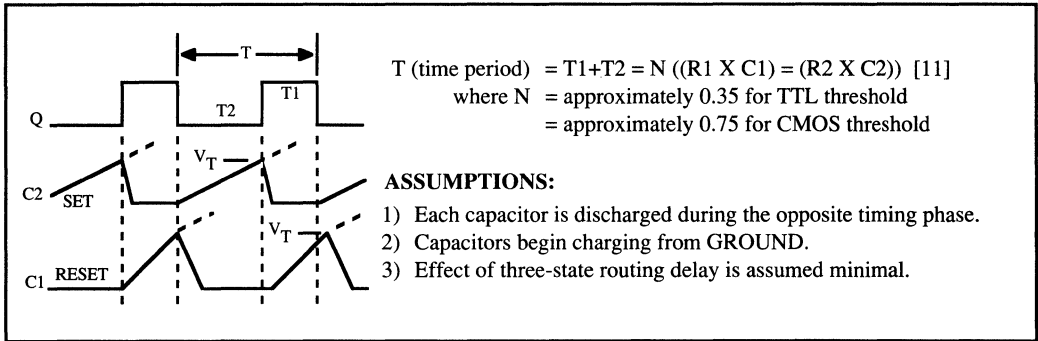 T
T (time period) = T1+T2 = N ((R1 X C1) = (R2 X C2)) [11]
where N = approximately 0.35 for TTL threshold
= approximately 0.75 for CMOS threshold
Q
T2
T1
VT
C2
SET
ASSUMPTIONS:
1) Each capacitor is discharged during the opposite timing phase.
2) Capacitors begin charging from GROUND.
3) Effect of three-state routing delay is assumed minimal.
VT
C1
RESET